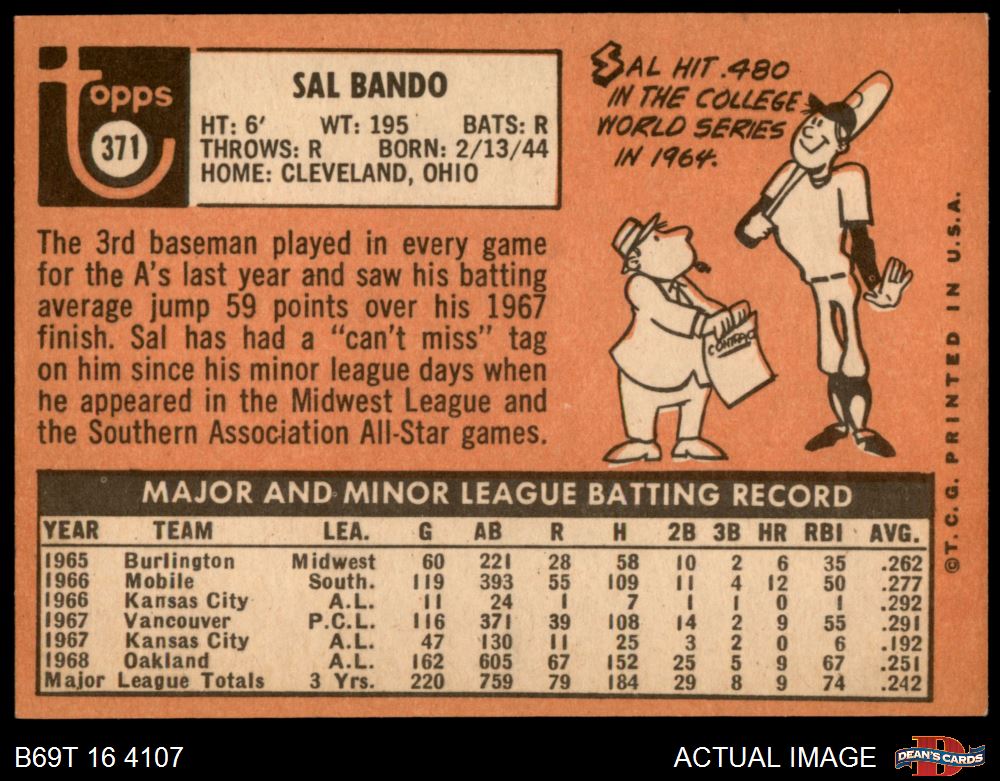 Topps
371
SAL BANDO
HT: 6' WT: 195 BATS: R
THROWS: R BORN: 2/13/44
HOME: CLEVELAND, OHIO
The 3rd baseman played in every game
for the A's last year and saw his batting
average jump 59 points over his 1967
finish. Sal has had a "can't miss" tag
on him since his minor league days when
he appeared in the Midwest League and
the Southern Association All-Star games.
SAL HIT .480
IN THE COLLEGE
WORLD SERIES
IN 1964.
CONTRAC
©T.C.G. PRINTED IN U.S.A.
MAJOR AND MINOR LEAGUE BATTING RECORD
YEAR TEAM LEA. G AB R H 2B 3B HR RBI AVG.
1965 Burlington Midwest 60 221 28 58 10 2 6 35 .262
1966 Mobile South. 119 393 55 109 11 4 12 50 .277
1966 Kansas City A.L. 11 24 1 7 1 1 0 1 .292
1967 Vancouver P.C.L. 116 371 39 108 14 2 9 55 .291
1967 Kansas City A.L. 47 130 11 25 3 2 0 6 .192
1968 Oakland A.L. 162 605 67 152 25 5 9 67 .251
Major League Totals 3 Yrs. 220 759 79 184 29 8 9 74 .242
B69T 16 4107
ACTUAL IMAGE
D
DEAN'S CARDS